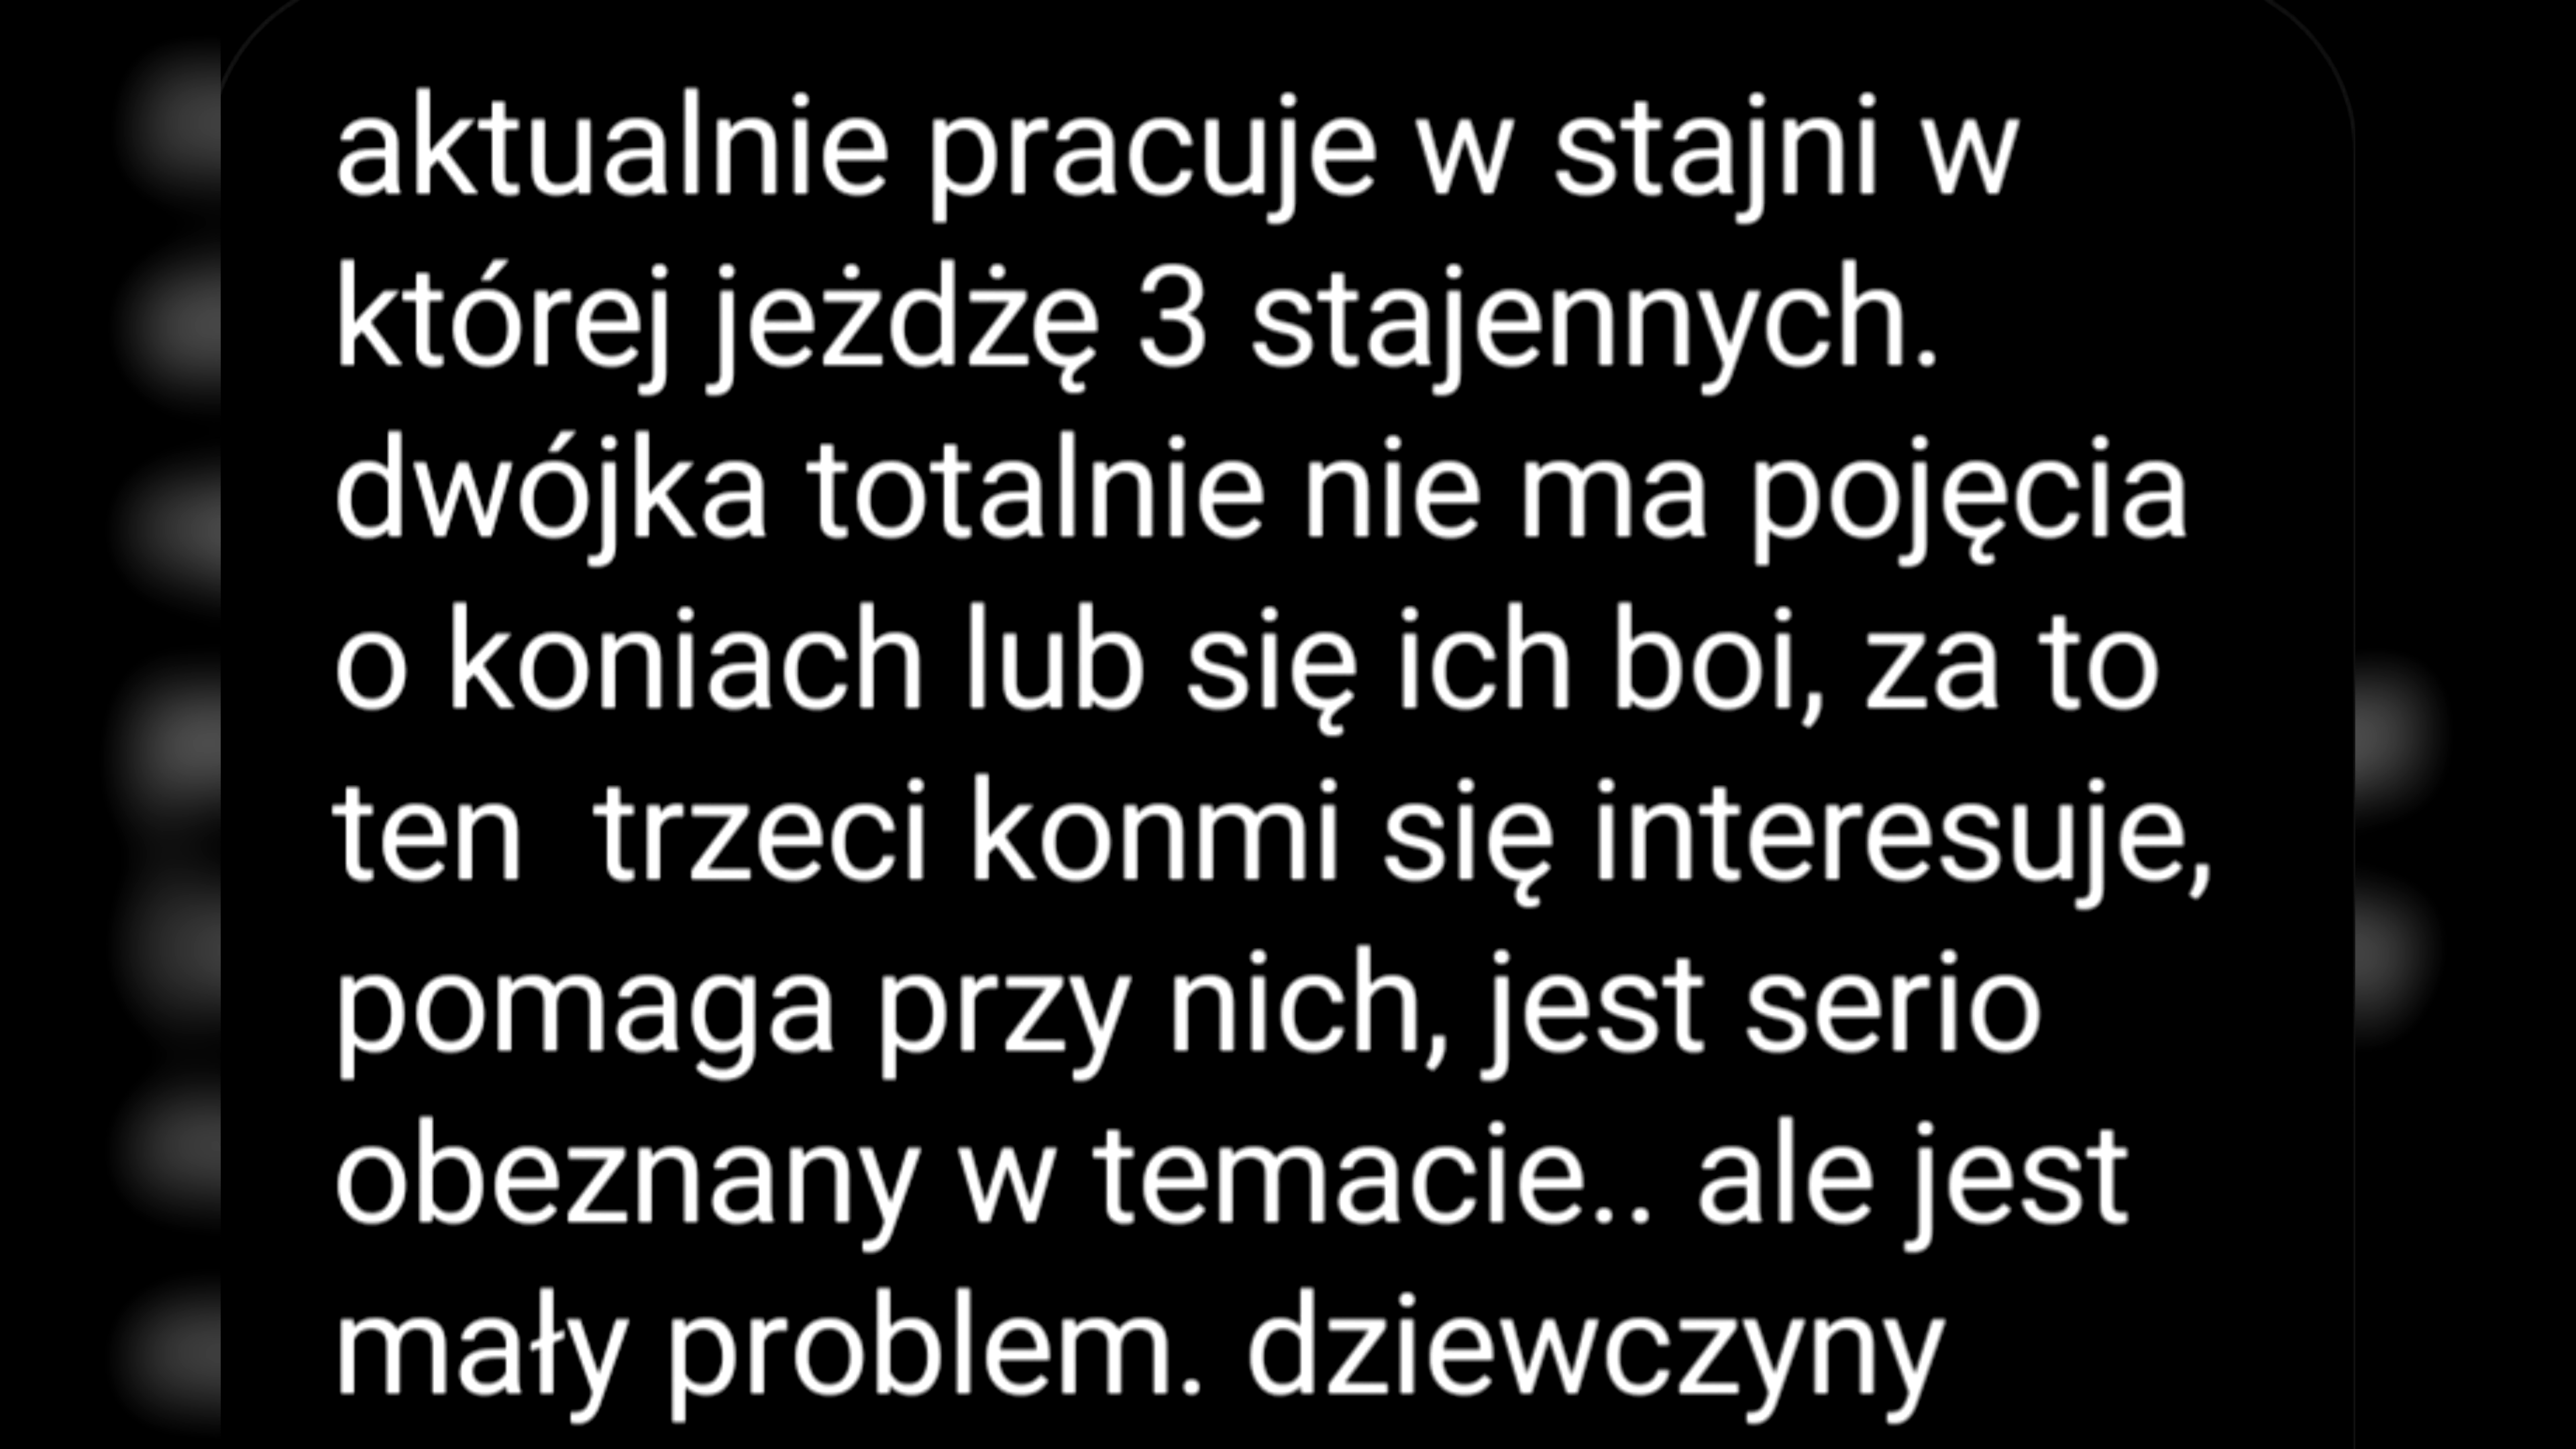 aktualnie pracuje w stajni w
której jeżdżę 3 stajennych.
dwójka totalnie nie ma pojęcia
o koniach lub się ich boi, za to
ten  trzeci konmi się interesuje,
pomaga przy nich, jest serio
obeznany w temacie.. ale jest
mały problem. dziewczyny